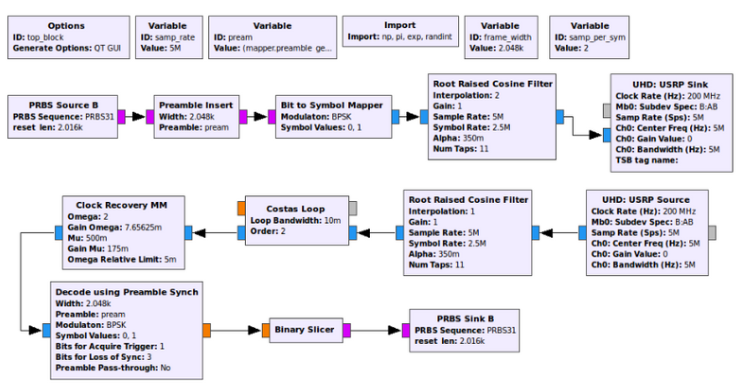 Options
ID: top_block
Generate Options: QT GUI
Variable
ID: samp_rate
Value: 5M
Variable
ID: pream
Value: (mapper.preamble_ge...
Import
Import: np, pi, exp, randint
Variable
ID: frame_width
Value: 2.048k
Variable
ID: samp_per_sym
Value: 2
PRBS Source B
PRBS Sequence: PRBS31
reset_len: 2.016k
Preamble Insert
Width: 2.048k
Preamble: pream
Bit to Symbol Mapper
Modulaton: BPSK
Symbol Values: 0, 1
Root Raised Cosine Filter
Interpolation: 2
Gain: 1
Sample Rate: 5M
Symbol Rate: 2.5M
Alpha: 350m
Num Taps: 11
UHD: USRP Sink
Clock Rate (Hz): 200 MHz
Mb0: Subdev Spec: B:AB
Samp Rate (Sps): 5M
Ch0: Center Freq (Hz): 5M
Ch0: Gain Value: 0
Ch0: Bandwidth (Hz): 5M
TSB tag name:
Clock Recovery MM
Omega: 2
Gain Omega: 7.65625m
Mu: 500m
Gain Mu: 175m
Omega Relative Limit: 5m
Costas Loop
Loop Bandwidth: 10m
Order: 2
Root Raised Cosine Filter
Interpolation: 1
Gain: 1
Sample Rate: 5M
Symbol Rate: 2.5M
Alpha: 350m
Num Taps: 11
UHD: USRP Source
Clock Rate (Hz): 200 MHz
Mb0: Subdev Spec: B:AB
Samp Rate (Sps): 5M
Ch0: Center Freq (Hz): 5M
Ch0: Gain Value: 0
Ch0: Bandwidth (Hz): 5M
Decode using Preamble Synch
Width: 2.048k
Preamble: pream
Modulaton: BPSK
Symbol Values: 0, 1
Bits for Acquire Trigger: 1
Bits for Loss of Sync: 3
Preamble Pass-through: No
Binary Slicer
PRBS Sink B
PRBS Sequence: PRBS31
reset_len: 2.016k